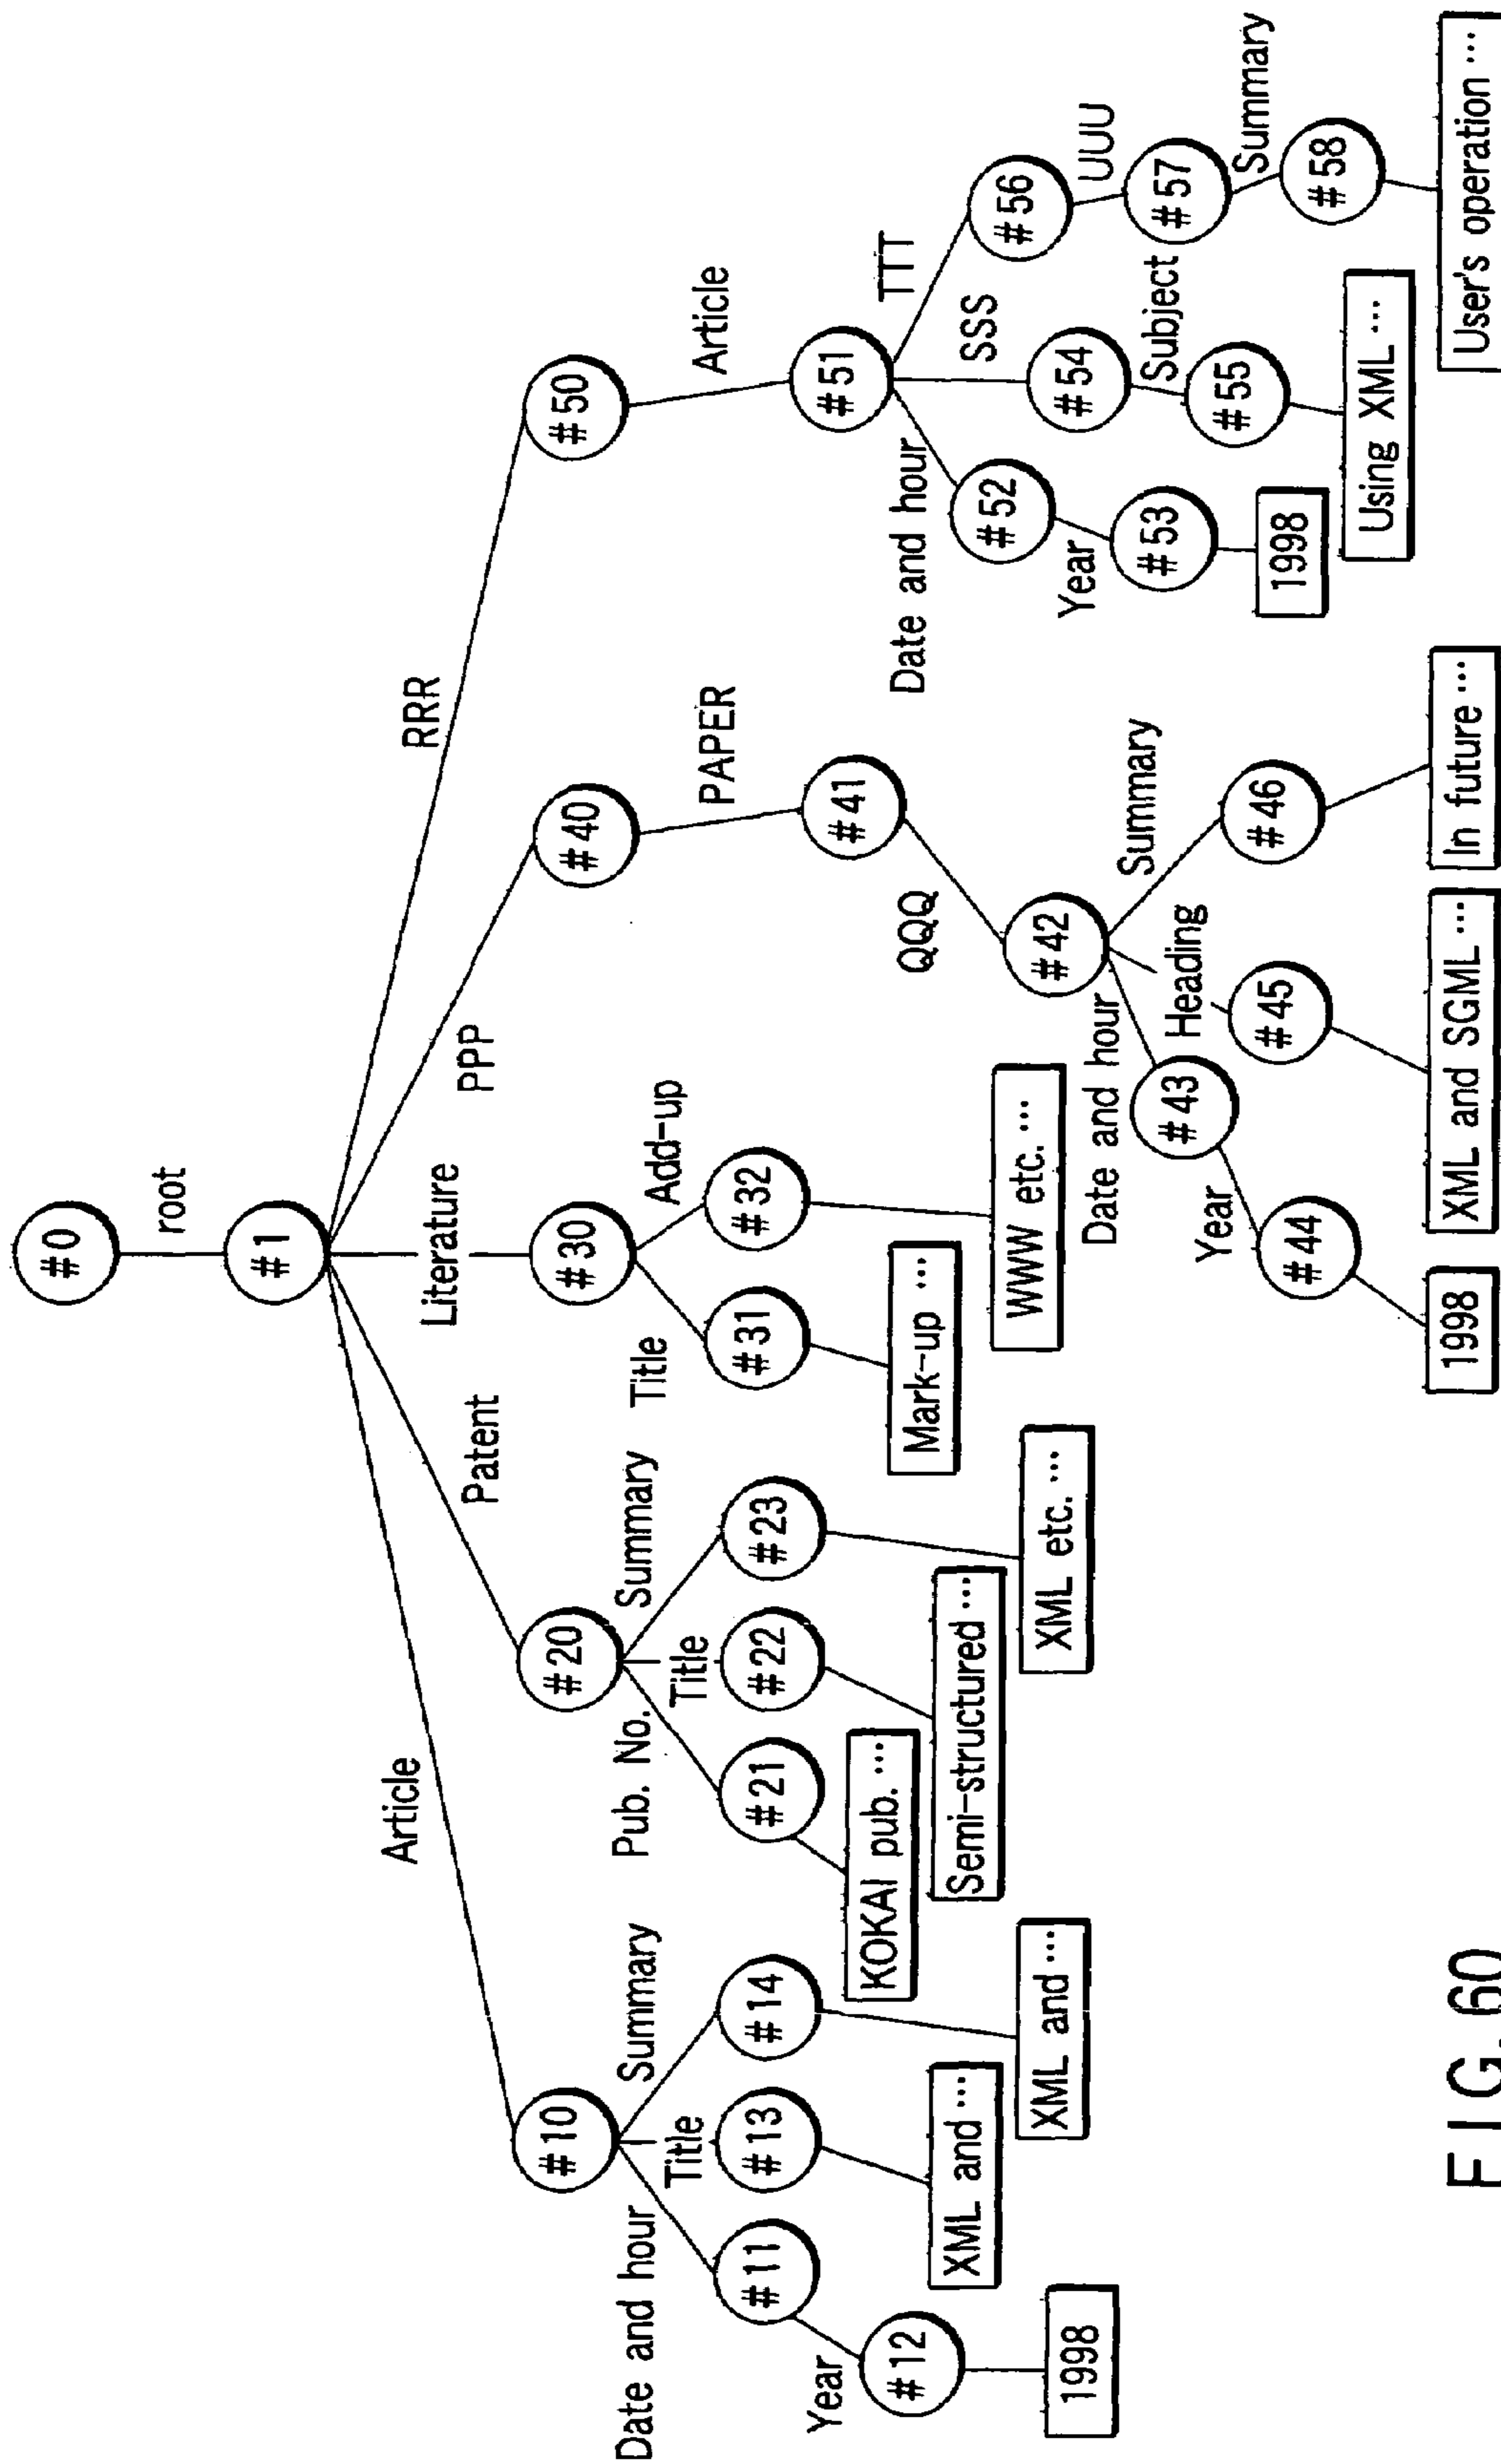 #0
root
#1
Article
Patent
Literature
PPP
RRR
#10
#20
#30
#40
#50
Date and hour
Title
Summary
Pub. No.
Title
Summary
Title
Add-up
PAPER
Article
#11
#13
#14
#21
#22
#23
#31
#32
#41
#51
Year
#12
1998
XML and ...
XML and ...
KOKAI pub. ...
Semi-structured ...
XML etc. ...
Mark-up ...
WWW etc. ...
QQQ
#42
Date and hour
Heading
Summary
#43
#45
#46
Year
#44
1998
XML and SGML ...
In future ...
Date and hour
SSS
TTT
#52
#54
#56
Year
Subject
UUU
#53
#55
#57
Summary
#58
1998
Using XML ...
User's operation ...
FIG. 60